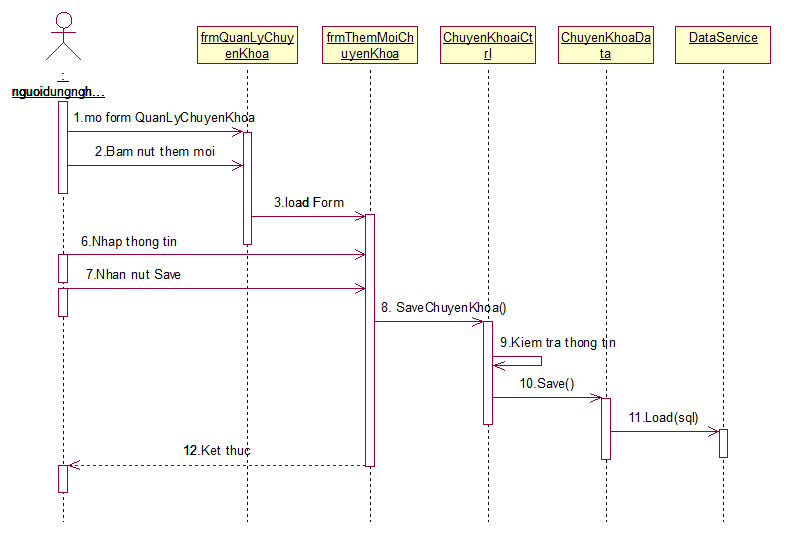 frmQuanLyChuy
enKhoa
frmThemMoiCh
uyenKhoa
ChuyenKhoaiCt
rl
ChuyenKhoaDa
ta
DataService
:
nguoidungngh...
1.mo form QuanLyChuyenKhoa
2.Bam nut them moi
3.load Form
6.Nhap thong tin
7.Nhan nut Save
8. SaveChuyenKhoa()
9.Kiem tra thong tin
10.Save()
11.Load(sql)
12.Ket thuc